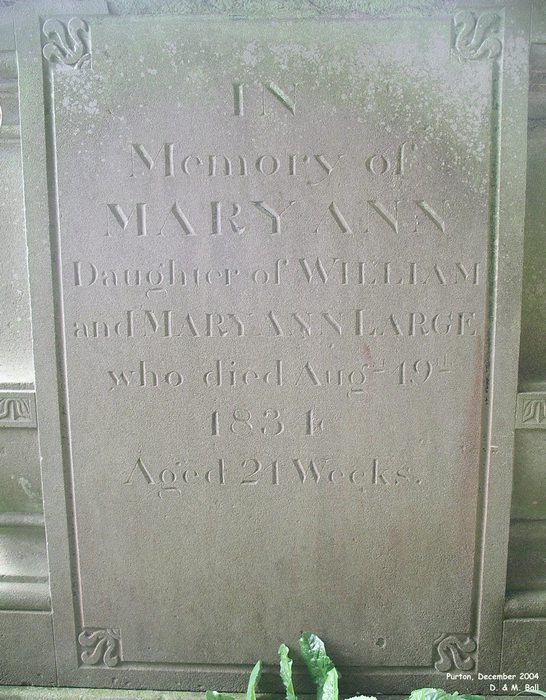 IN
Memory of
MARY ANN
Daughter of WILLIAM
and MARY ANN LARGE
who died Augst 19th
1834
Aged 21 Weeks.
Purton, December 2004
D. & M. Ball